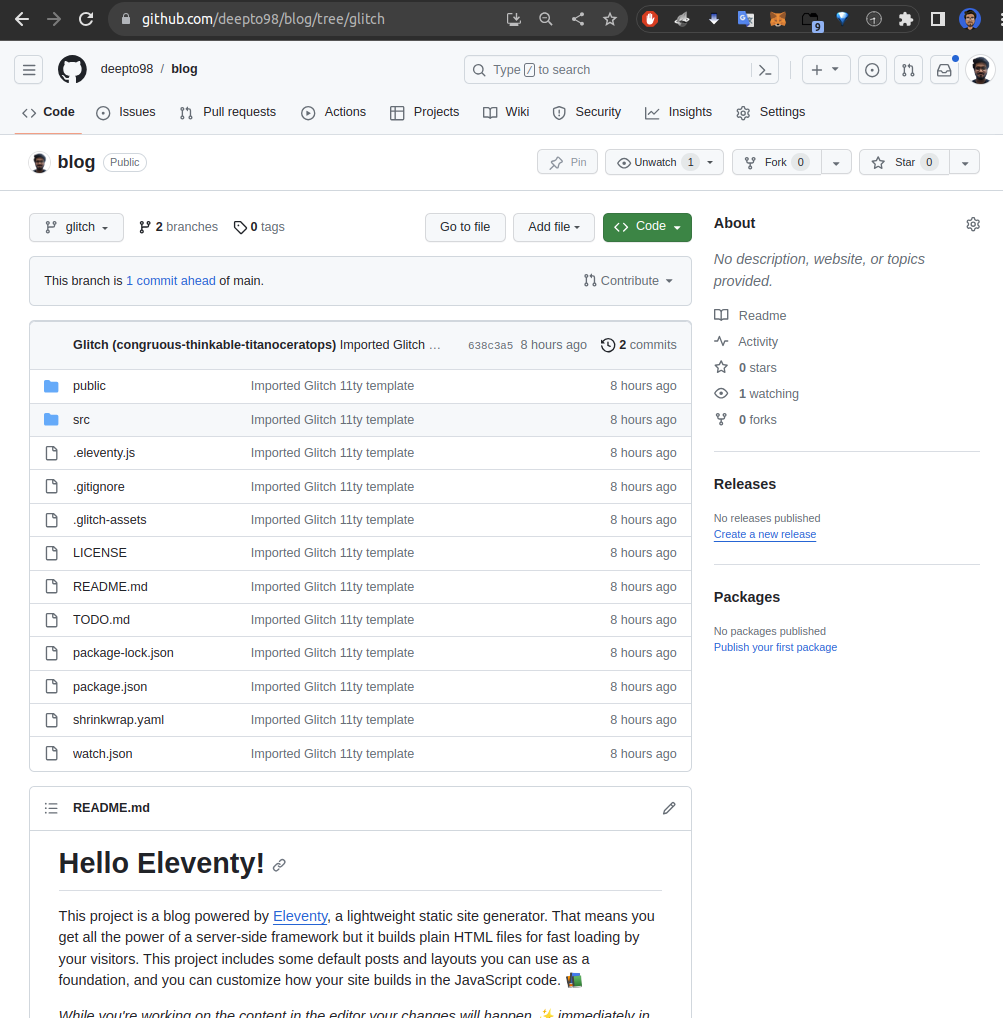 github.com/deepto98/blog/tree/glitch
9
deepto98 / blog
Type / to search
Code Issues Pull requests Actions Projects Wiki Security Insights Settings
blog Public
Pin Unwatch 1 Fork 0 Star 0
glitch 2 branches 0 tags Go to file Add file Code
This branch is 1 commit ahead of main. Contribute
Glitch (congruous-thinkable-titanoceratops) Imported Glitch … 638c3a5 8 hours ago 2 commits
public Imported Glitch 11ty template 8 hours ago
src Imported Glitch 11ty template 8 hours ago
.eleventy.js Imported Glitch 11ty template 8 hours ago
.gitignore Imported Glitch 11ty template 8 hours ago
.glitch-assets Imported Glitch 11ty template 8 hours ago
LICENSE Imported Glitch 11ty template 8 hours ago
README.md Imported Glitch 11ty template 8 hours ago
TODO.md Imported Glitch 11ty template 8 hours ago
package-lock.json Imported Glitch 11ty template 8 hours ago
package.json Imported Glitch 11ty template 8 hours ago
shrinkwrap.yaml Imported Glitch 11ty template 8 hours ago
watch.json Imported Glitch 11ty template 8 hours ago
README.md
Hello Eleventy!
This project is a blog powered by Eleventy, a lightweight static site generator. That means you
get all the power of a server-side framework but it builds plain HTML files for fast loading by
your visitors. This project includes some default posts and layouts you can use as a
foundation, and you can customize how your site builds in the JavaScript code. 📚
While you're working on the content in the editor your changes will happen ✨ immediately in
About
No description, website, or topics
provided.
Readme
Activity
0 stars
1 watching
0 forks
Releases
No releases published
Create a new release
Packages
No packages published
Publish your first package